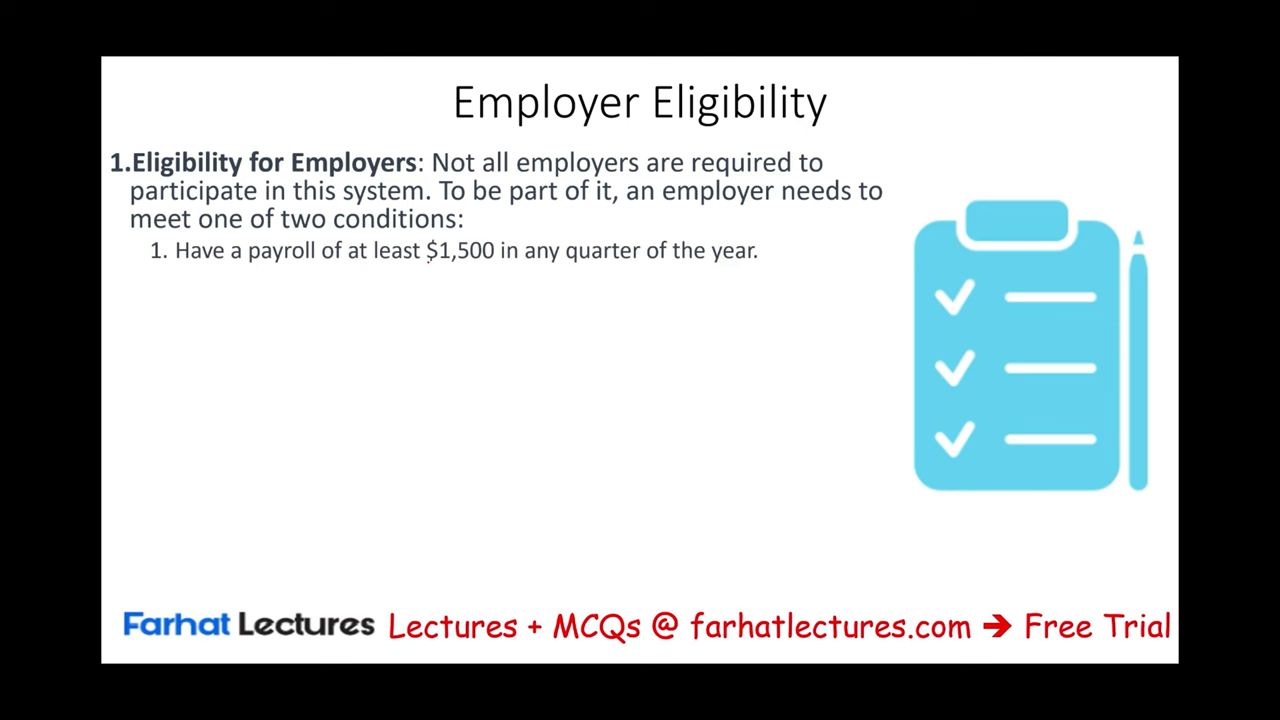 Employer Eligibility
1.Eligibility for Employers: Not all employers are required to
participate in this system. To be part of it, an employer needs to
meet one of two conditions:
1. Have a payroll of at least $1,500 in any quarter of the year.
Farhat Lectures Lectures + MCQs @ farhatlectures.com → Free Trial